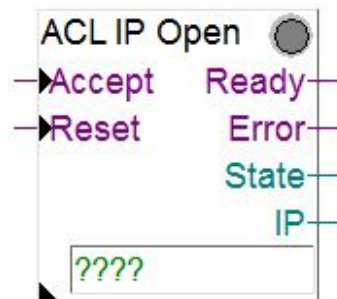 ACL IP Open
Accept Ready
Reset Error
State
IP
????